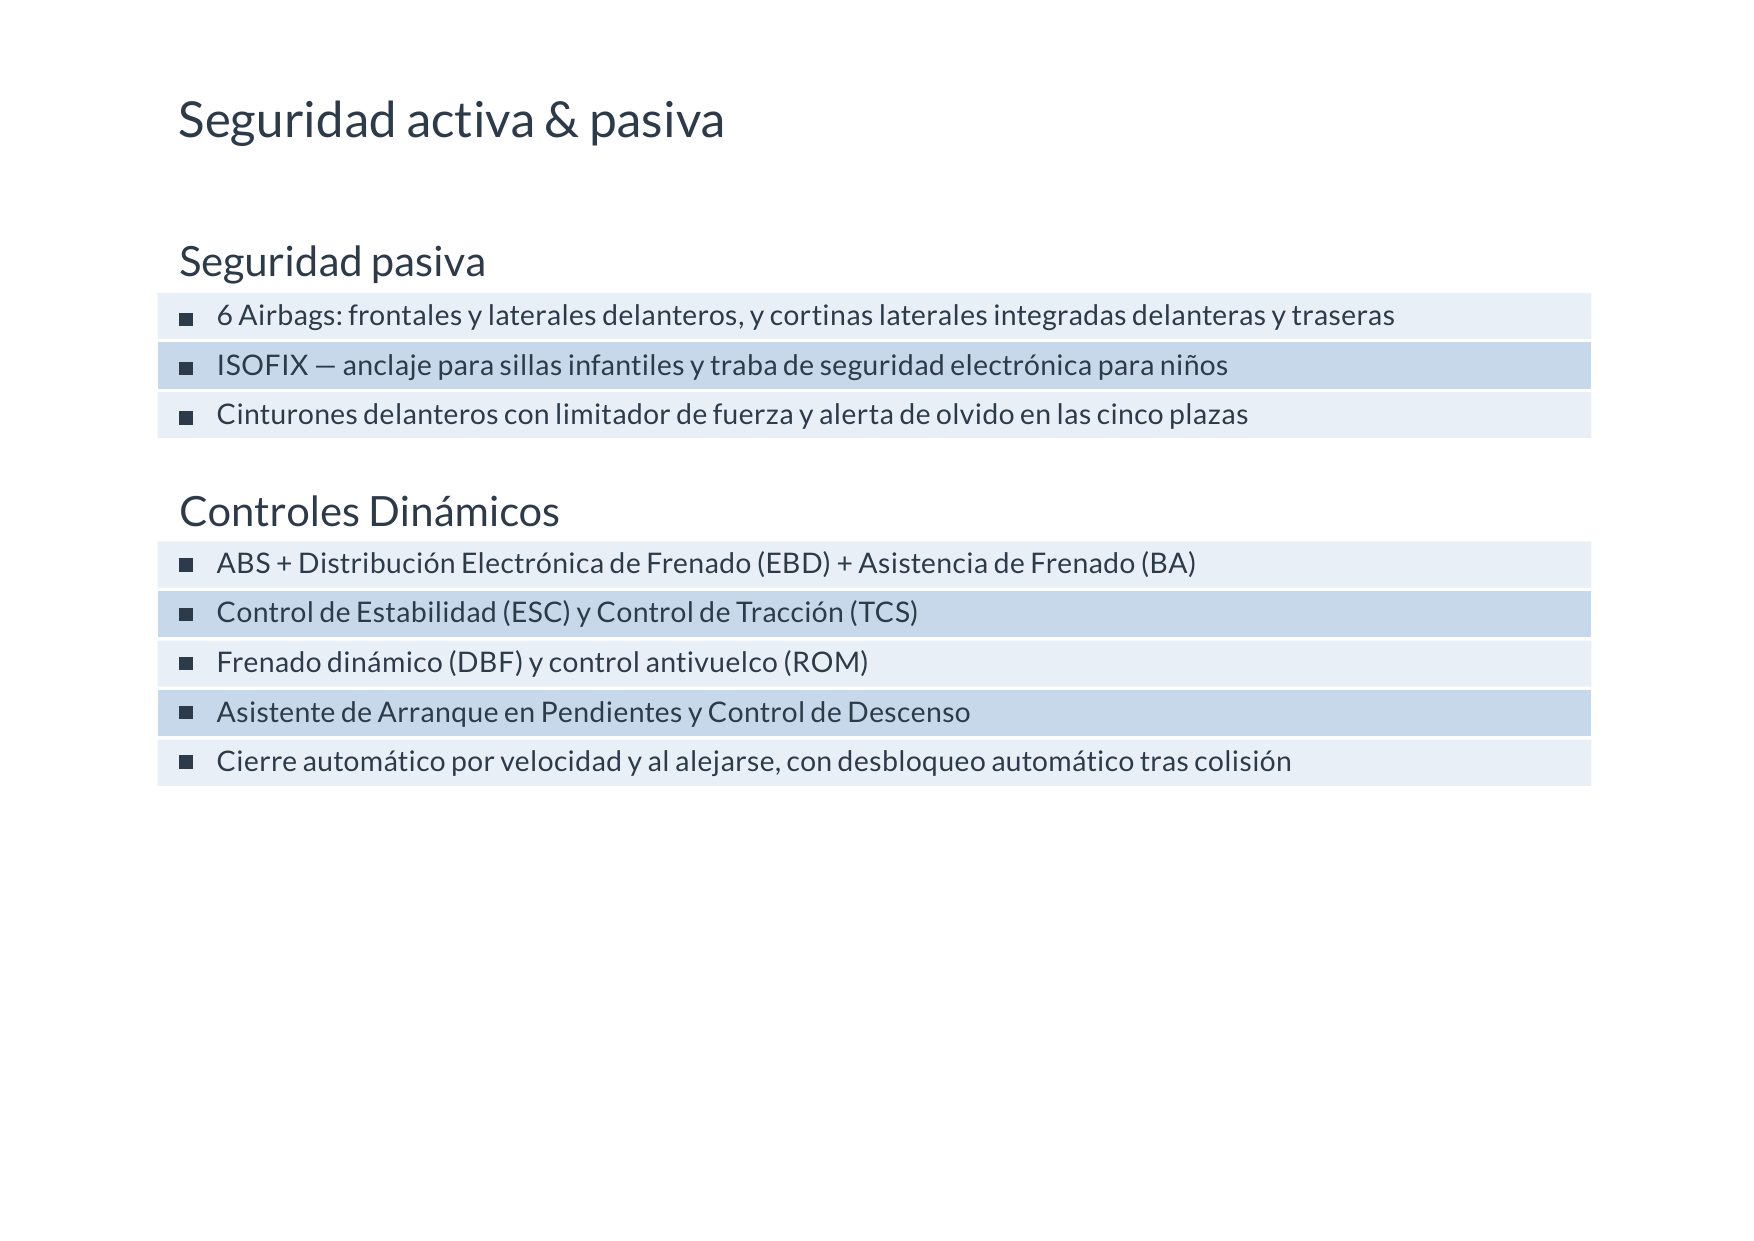 Seguridad activa & pasiva
Seguridad pasiva
■ 6 Airbags: frontales y laterales delanteros, y cortinas laterales integradas delanteras y traseras
■ ISOFIX — anclaje para sillas infantiles y traba de seguridad electrónica para niños
■ Cinturones delanteros con limitador de fuerza y alerta de olvido en las cinco plazas
Controles Dinámicos
■ ABS + Distribución Electrónica de Frenado (EBD) + Asistencia de Frenado (BA)
■ Control de Estabilidad (ESC) y Control de Tracción (TCS)
■ Frenado dinámico (DBF) y control antivuelco (ROM)
■ Asistente de Arranque en Pendientes y Control de Descenso
■ Cierre automático por velocidad y al alejarse, con desbloqueo automático tras colisión